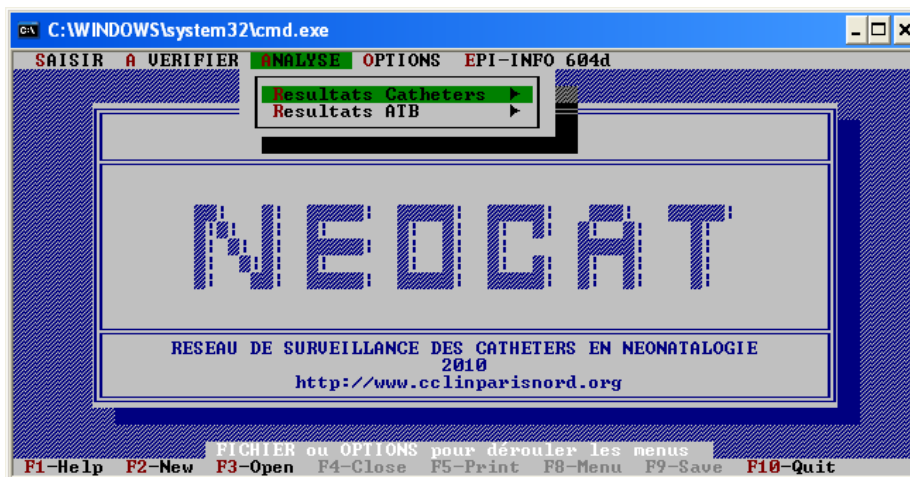 C:\WINDOWS\system32\cmd.exe
SAISIR A VERIFIER ANALYSE OPTIONS EPI-INFO 604d
Resultats Catheters
Resultats ATB
NEOCAT
RESEAU DE SURVEILLANCE DES CATHETERS EN NEONATALOGIE
2010
http://www.cclinparisnord.org
FICHIER ou OPTIONS pour dérouler les menus
F1-Help F2-New F3-Open F4-Close F5-Print F8-Menu F9-Save F10-Quit